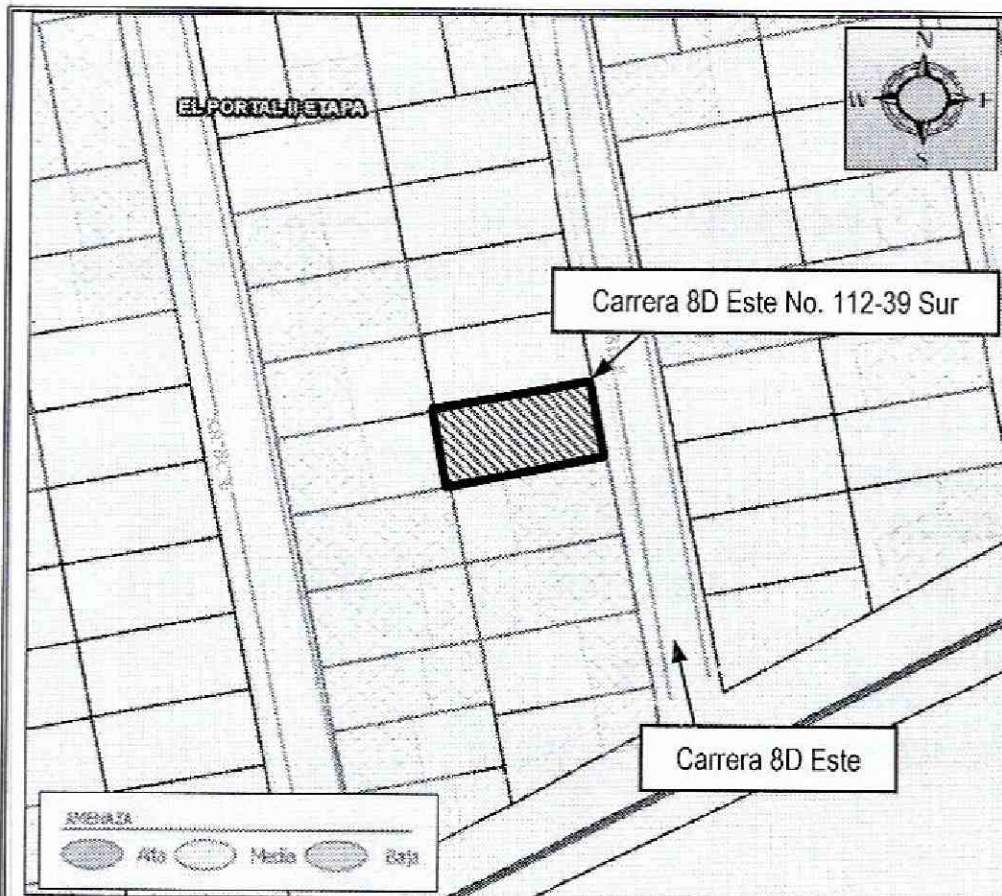 EL PORTAL II ETAPA
N
W
E
S
Carrera 8D Este No. 112-39 Sur
Carrera 8D Este
AMENAZA
Alta
Media
Baja